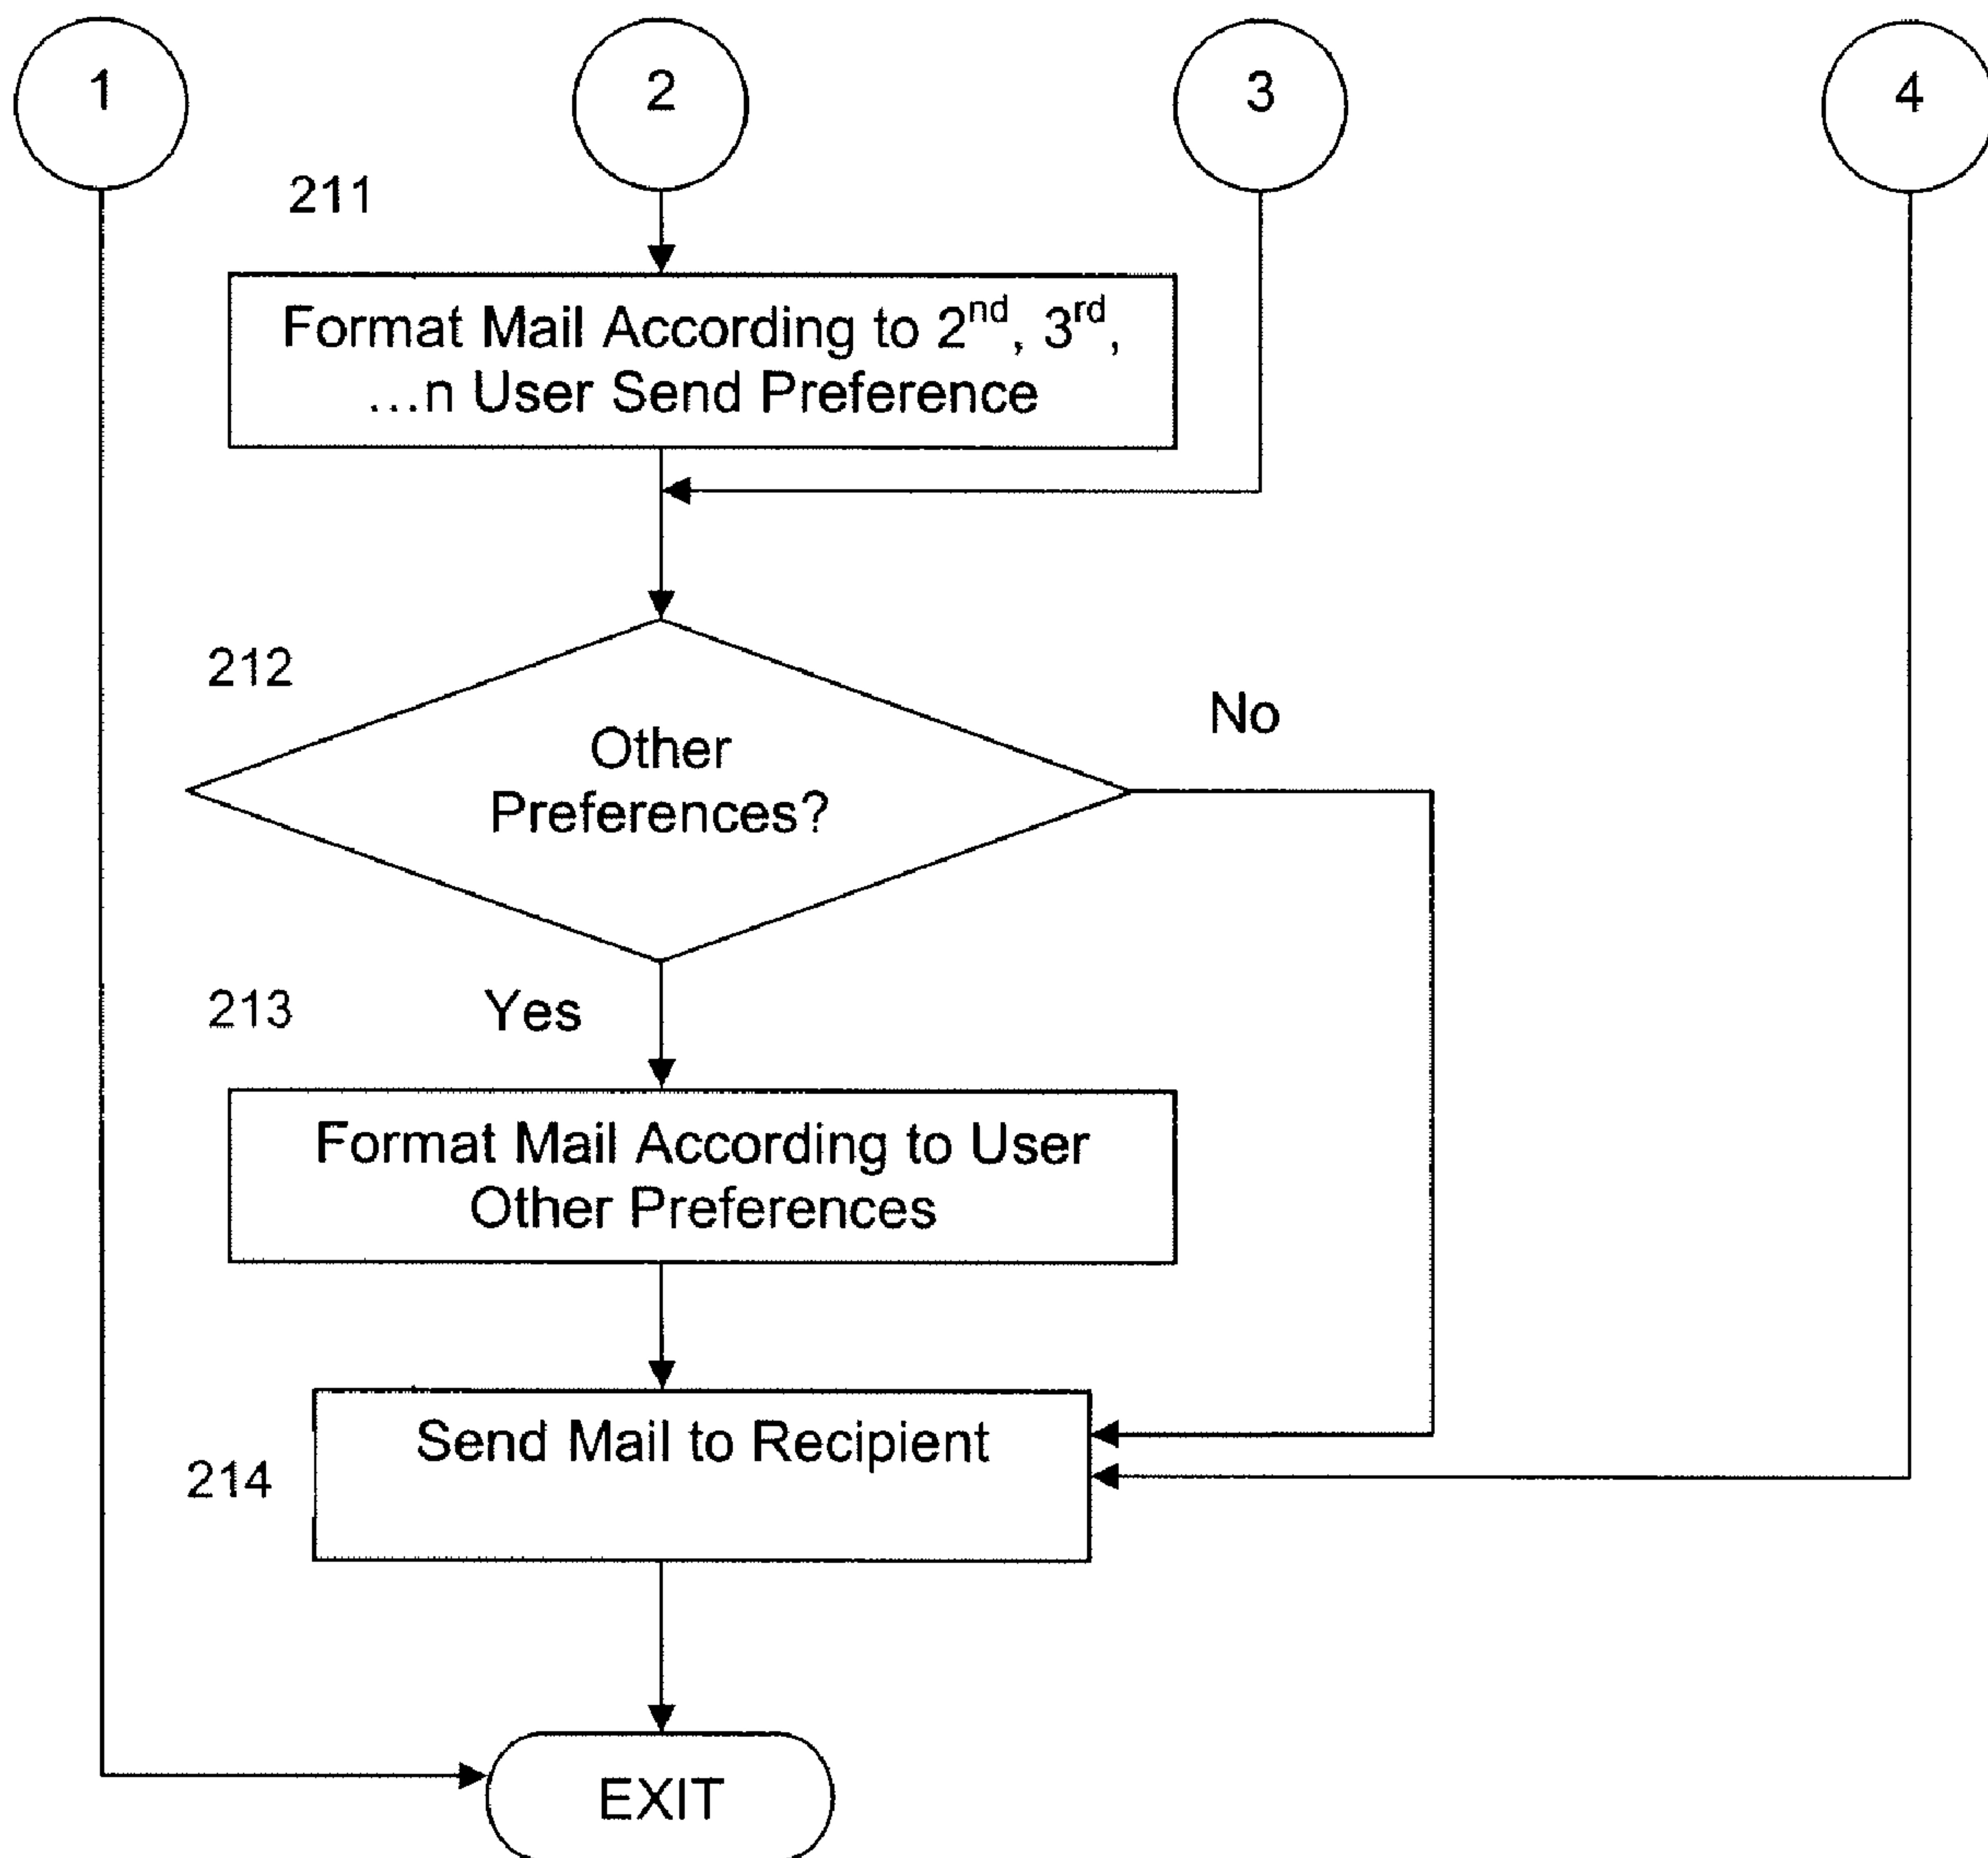 1
2
3
4
211
Format Mail According to 2nd, 3rd,
...n User Send Preference
212
Other
Preferences?
No
213
Yes
Format Mail According to User
Other Preferences
Send Mail to Recipient
214
EXIT